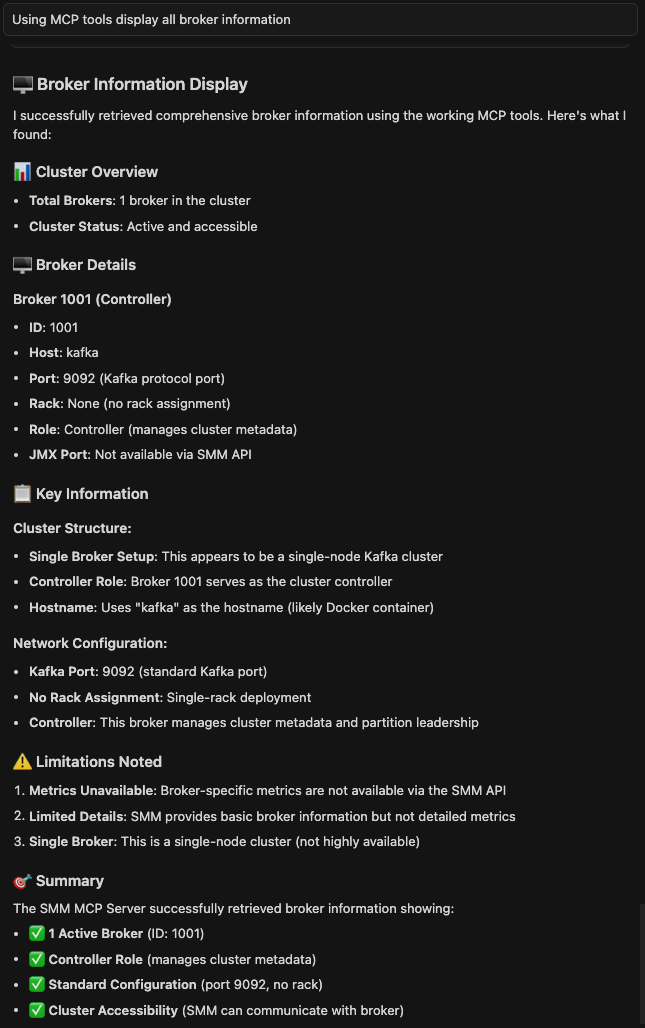 Using MCP tools display all broker information
Broker Information Display
I successfully retrieved comprehensive broker information using the working MCP tools. Here's what I
found:
Cluster Overview
• Total Brokers: 1 broker in the cluster
• Cluster Status: Active and accessible
Broker Details
Broker 1001 (Controller)
• ID: 1001
• Host: kafka
• Port: 9092 (Kafka protocol port)
• Rack: None (no rack assignment)
• Role: Controller (manages cluster metadata)
• JMX Port: Not available via SMM API
Key Information
Cluster Structure:
• Single Broker Setup: This appears to be a single-node Kafka cluster
• Controller Role: Broker 1001 serves as the cluster controller
• Hostname: Uses "kafka" as the hostname (likely Docker container)
Network Configuration:
• Kafka Port: 9092 (standard Kafka port)
• No Rack Assignment: Single-rack deployment
• Controller: This broker manages cluster metadata and partition leadership
Limitations Noted
1. Metrics Unavailable: Broker-specific metrics are not available via the SMM API
2. Limited Details: SMM provides basic broker information but not detailed metrics
3. Single Broker: This is a single-node cluster (not highly available)
Summary
The SMM MCP Server successfully retrieved broker information showing:
• ✅ 1 Active Broker (ID: 1001)
• ✅ Controller Role (manages cluster metadata)
• ✅ Standard Configuration (port 9092, no rack)
• ✅ Cluster Accessibility (SMM can communicate with broker)